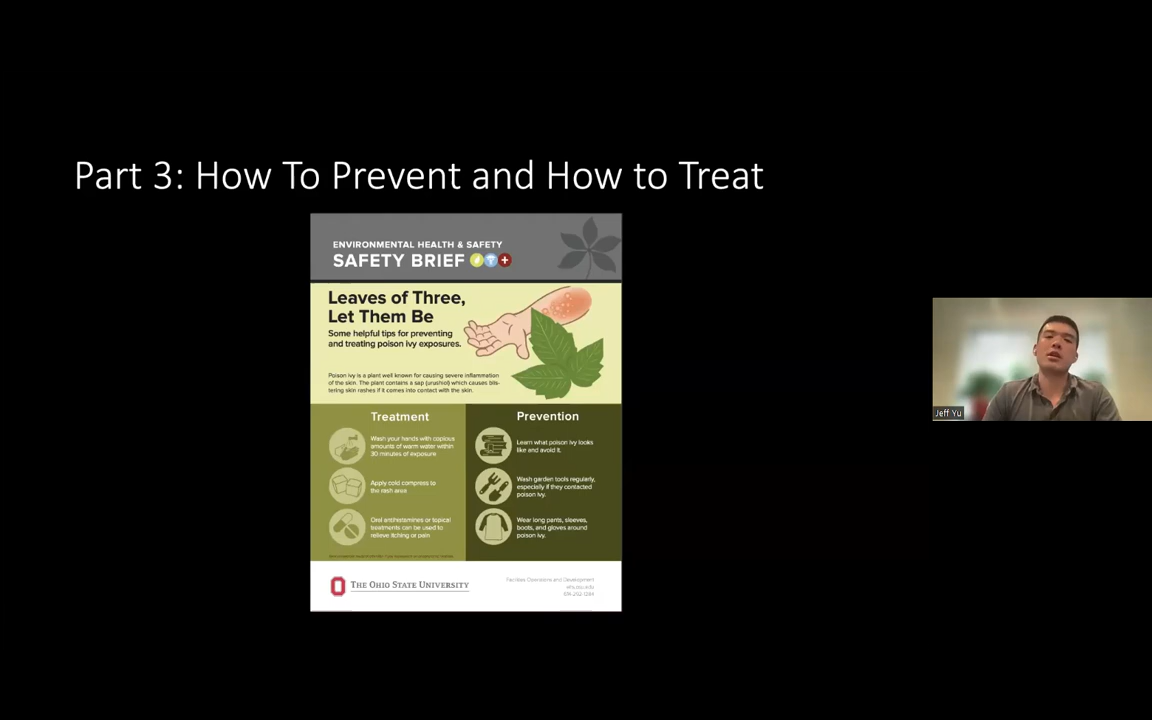 Part 3: How To Prevent and How to Treat
ENVIRONMENTAL HEALTH & SAFETY
SAFETY BRIEF
Leaves of Three,
Let Them Be
Some helpful tips for preventing
and treating poison ivy exposures.
Poison ivy is a plant well known for causing severe inflammation
of the skin. The plant contains a sap (urushiol) which causes blis-
tering skin rashes if it comes into contact with the skin.
Treatment
Wash your hands with copious
amounts of warm water within
30 minutes of exposure
Apply cold compress to
the rash area
Oral antihistamines or topical
treatments can be used to
relieve itching or pain
Prevention
Learn what poison ivy looks
like and avoid it.
Wash garden tools regularly,
especially if they contacted
poison ivy.
Wear long pants, sleeves,
boots, and gloves around
poison ivy.
THE OHIO STATE UNIVERSITY
Facilities Operations and Development
ehs.osu.edu
Jeff Yu